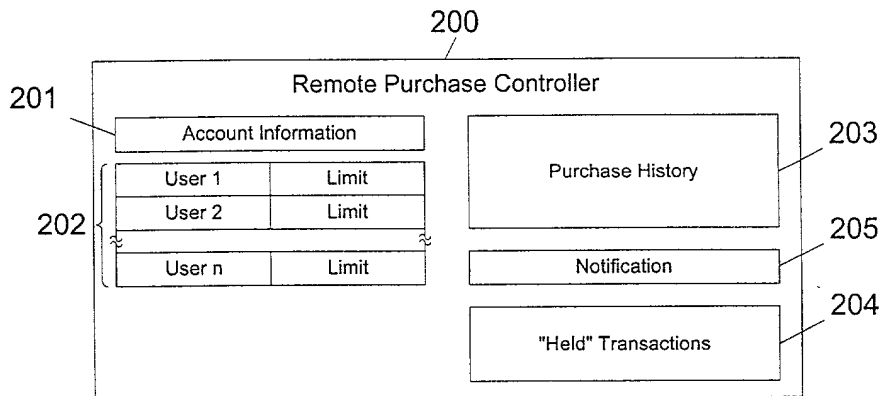 200
Remote Purchase Controller
201
Account Information
202
User 1 Limit
User 2 Limit
User n Limit
Purchase History
203
Notification
205
"Held" Transactions
204